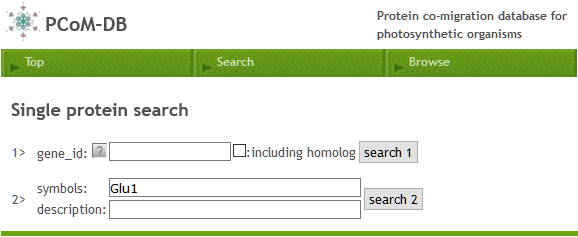 PCoM-DB
Protein co-migration database for
photosynthetic organisms
Top Search Browse
Single protein search
1> gene_id: ? :including homolog search 1
2> symbols: Glu1 search 2
description: